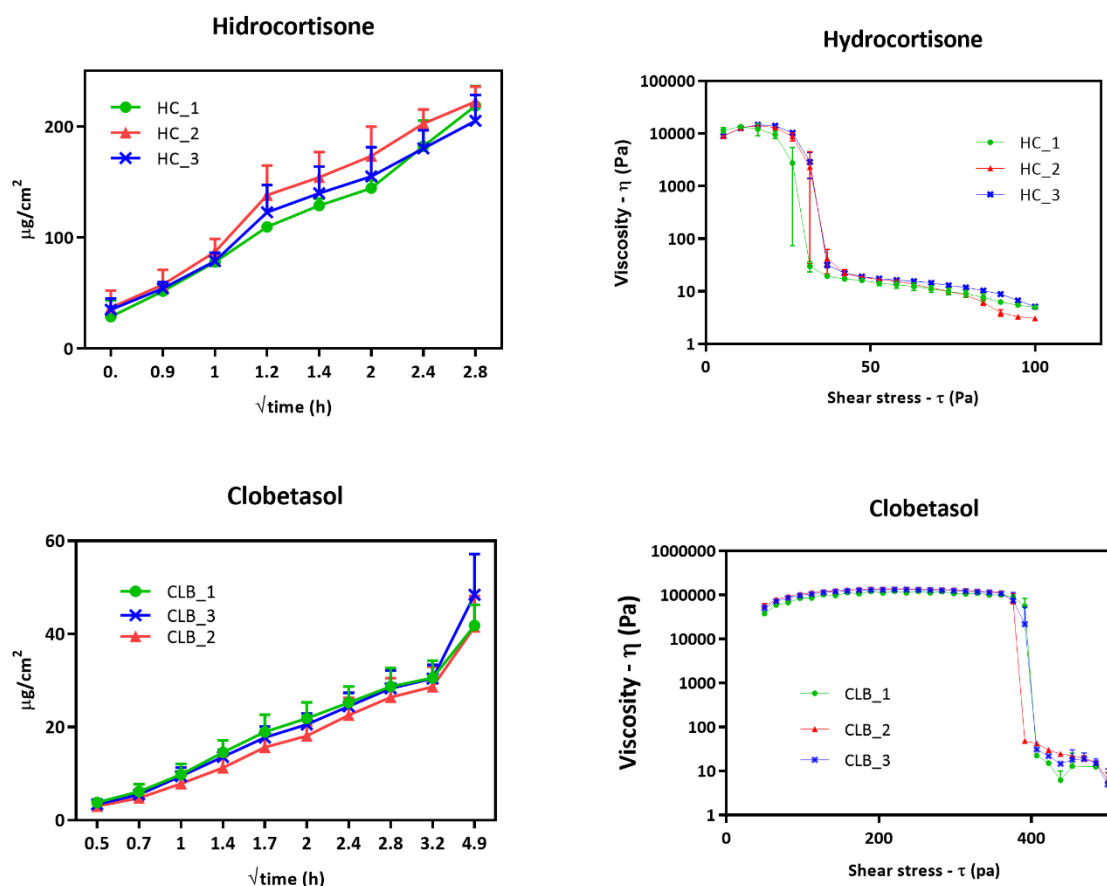 Hidrocortisone
μg/cm²
200
100
0
HC_1
HC_2
HC_3
0. 0.9 1 1.2 1.4 2 2.4 2.8
√time (h)
Hydrocortisone
Viscosity - η (Pa)
100000
10000
1000
100
10
1
HC_1
HC_2
HC_3
0 50 100
Shear stress - τ (Pa)
Clobetasol
μg/cm²
60
40
20
0
CLB_1
CLB_3
CLB_2
0.5 0.7 1 1.4 1.7 2 2.4 2.8 3.2 4.9
√time (h)
Clobetasol
Viscosity - η (Pa)
1000000
100000
10000
1000
100
10
1
CLB_1
CLB_2
CLB_3
0 200 400
Shear stress - τ (pa)